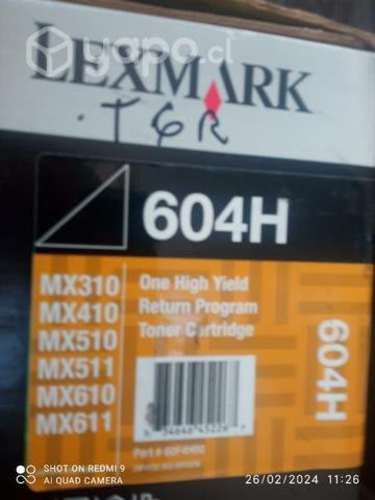 yapo.cl
LEXMARK
.TGR
604H
MX310
MX410
MX510
MX511
MX610
MX611
One High Yield
Return Program
Toner Cartridge
604H
SHOT ON REDMI 9
AI QUAD CAMERA
26/02/2024 11:26